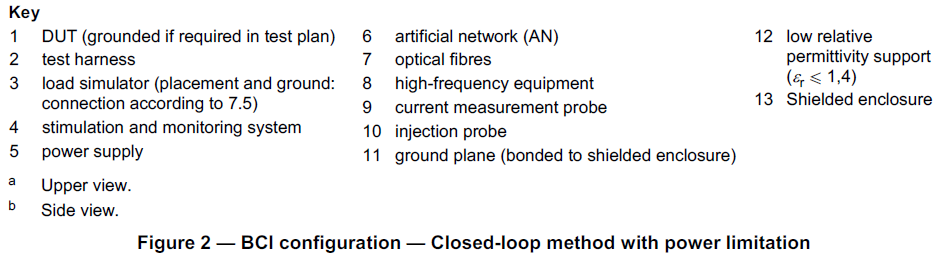 Key
1 DUT (grounded if required in test plan)
2 test harness
3 load simulator (placement and ground:
connection according to 7.5)
4 stimulation and monitoring system
5 power supply
6 artificial network (AN)
7 optical fibres
8 high-frequency equipment
9 current measurement probe
10 injection probe
11 ground plane (bonded to shielded enclosure)
12 low relative
permittivity support
(εr ⩽ 1,4)
13 Shielded enclosure
a Upper view.
b Side view.
Figure 2 — BCI configuration — Closed-loop method with power limitation